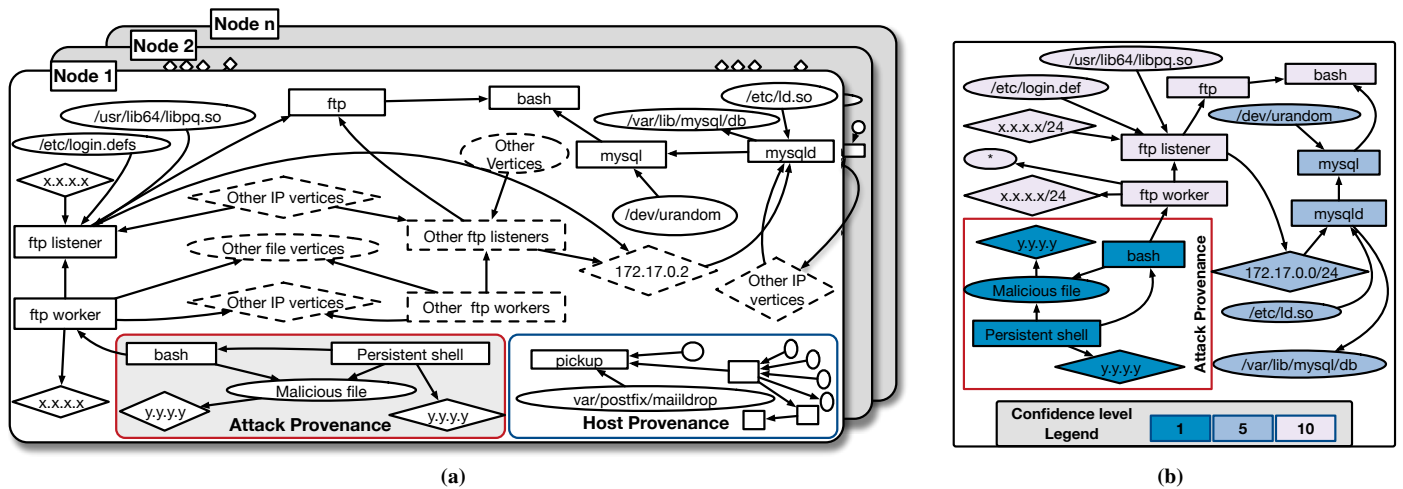 Node n
Node 2
Node 1
/usr/lib64/libpq.so
/etc/login.defs
x.x.x.x
ftp
bash
/etc/ld.so
/var/lib/mysql/db
Other
Vertices
mysql
mysqld
Other IP vertices
/dev/urandom
ftp listener
Other ftp listeners
Other file vertices
172.17.0.2
Other IP
vertices
Other IP vertices
Other ftp workers
ftp worker
bash
Persistent shell
Malicious file
x.x.x.x
y.y.y.y
y.y.y.y
Attack Provenance
pickup
var/postfix/maiildrop
Host Provenance
(a)
/usr/lib64/libpq.so
/etc/login.def
ftp
bash
x.x.x.x/24
/dev/urandom
ftp listener
*
mysql
x.x.x.x/24
ftp worker
mysqld
y.y.y.y
bash
172.17.0.0/24
Malicious file
/etc/ld.so
Persistent shell
y.y.y.y
Attack Provenance
/var/lib/mysql/db
Confidence level
Legend
1
5
10
(b)